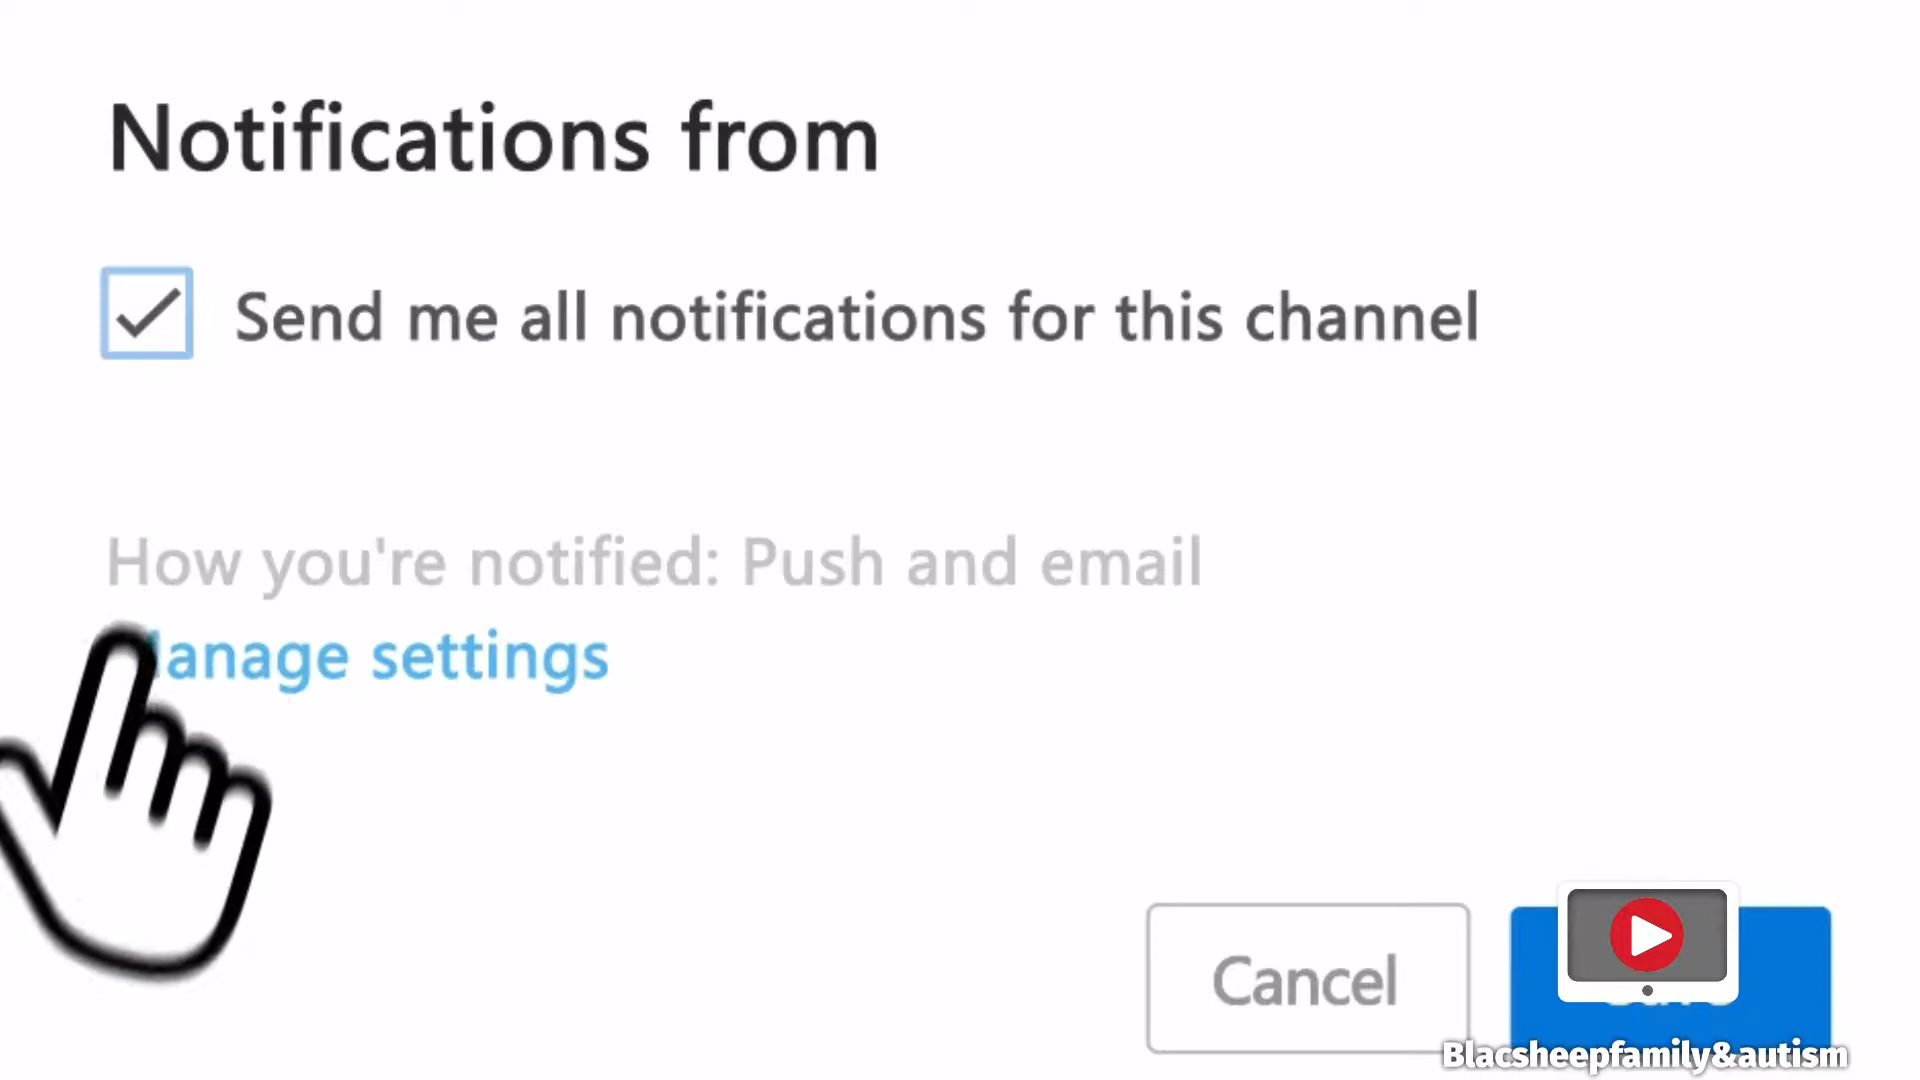 Notifications from
Send me all notifications for this channel
How you're notified: Push and email
Manage settings
Cancel
Blacsheepfamily&autism